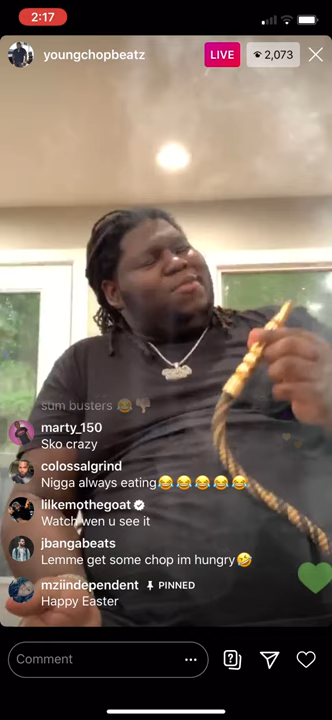 2:17
youngchopbeatz
LIVE
2,073
sum busters 😂👎
marty_150
Sko crazy
colossalgrind
Nigga always eating😂😂😂😂😂
liilkemothegoat
Watch wen u see it
jbangabeats
Lemme get some chop im hungry🤣
mziindependent PINNED
Happy Easter
Comment